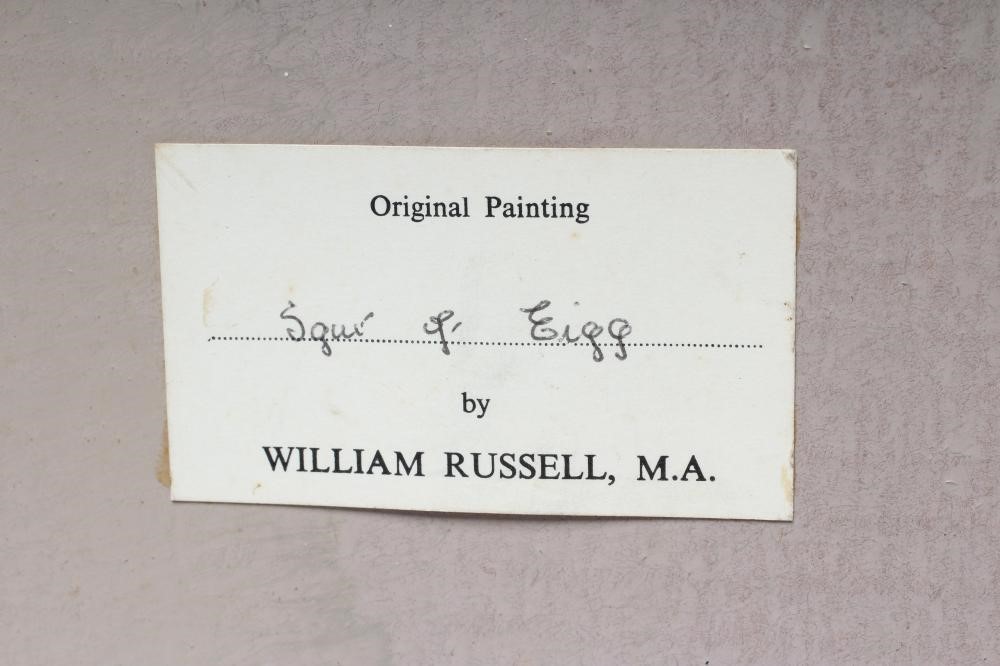 Original Painting
Sgurr of Eigg
by
WILLIAM RUSSELL, M.A.